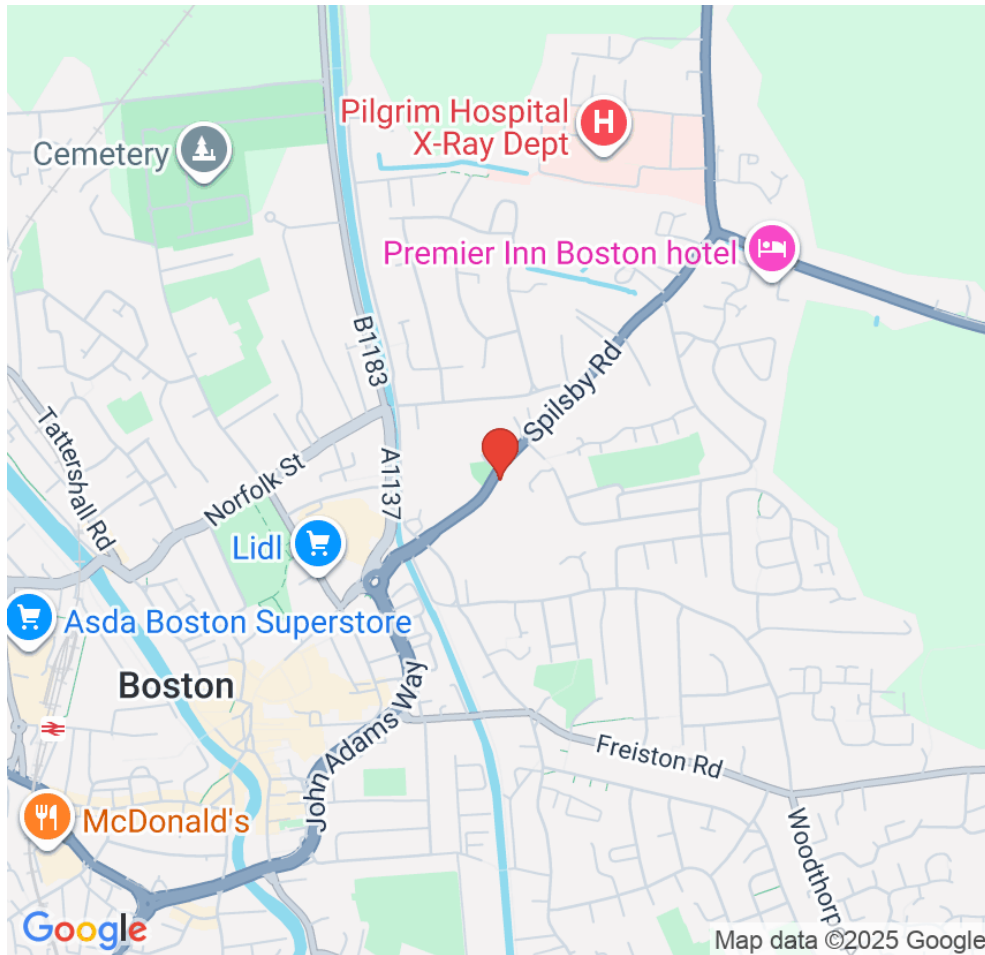 Pilgrim Hospital
X-Ray Dept
H
Cemetery
Premier Inn Boston hotel
B1183
Spilsby Rd
Tattershall Rd
A1137
Norfolk St
Lidl
Asda Boston Superstore
Boston
John Adams Way
Freiston Rd
McDonald's
Woodthorpe
Google
Map data ©2025 Google